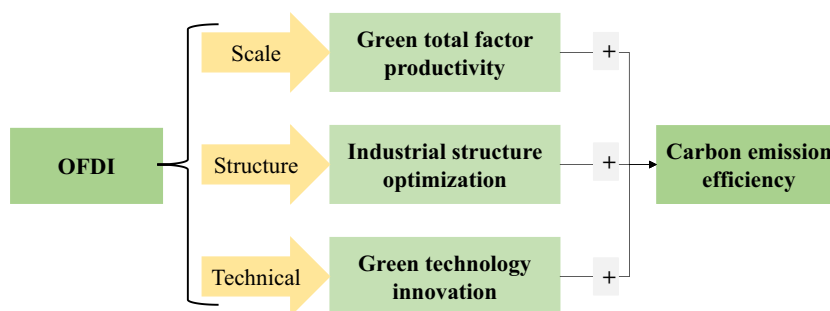 OFDI
Scale
Green total factor
productivity
+
Structure
Industrial structure
optimization
+
Technical
Green technology
innovation
+
Carbon emission
efficiency